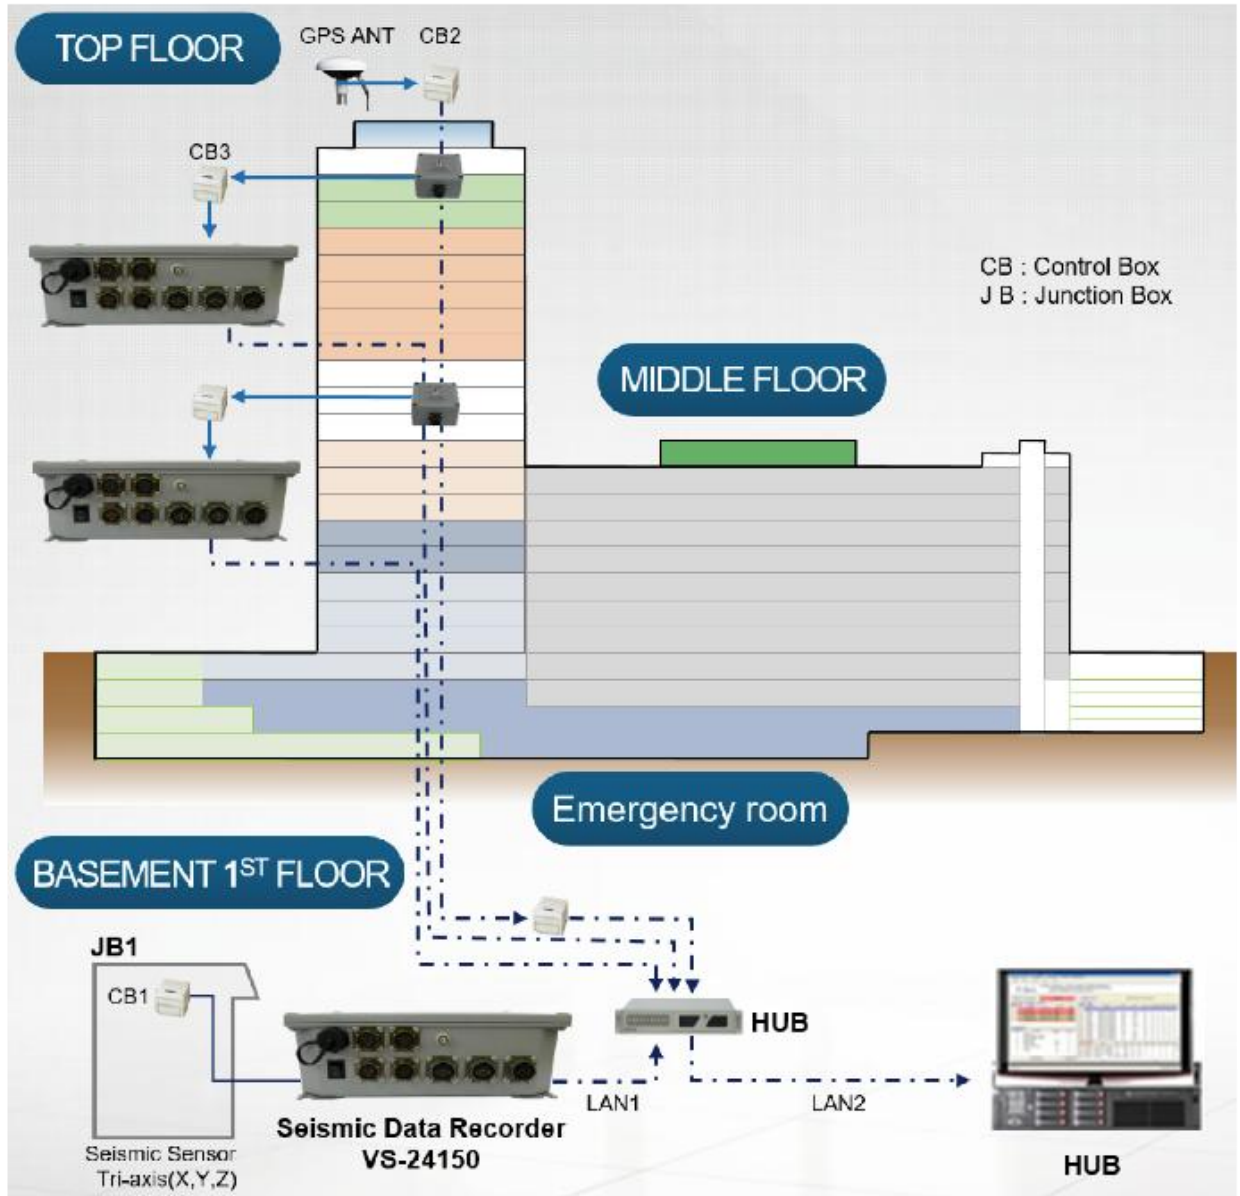 TOP FLOOR
GPS ANT
CB2
CB3
CB : Control Box
J B : Junction Box
MIDDLE FLOOR
Emergency room
BASEMENT 1ST FLOOR
JB1
CB1
HUB
LAN1
LAN2
Seismic Data Recorder
VS-24150
Seismic Sensor
Tri-axis(X,Y,Z)
HUB